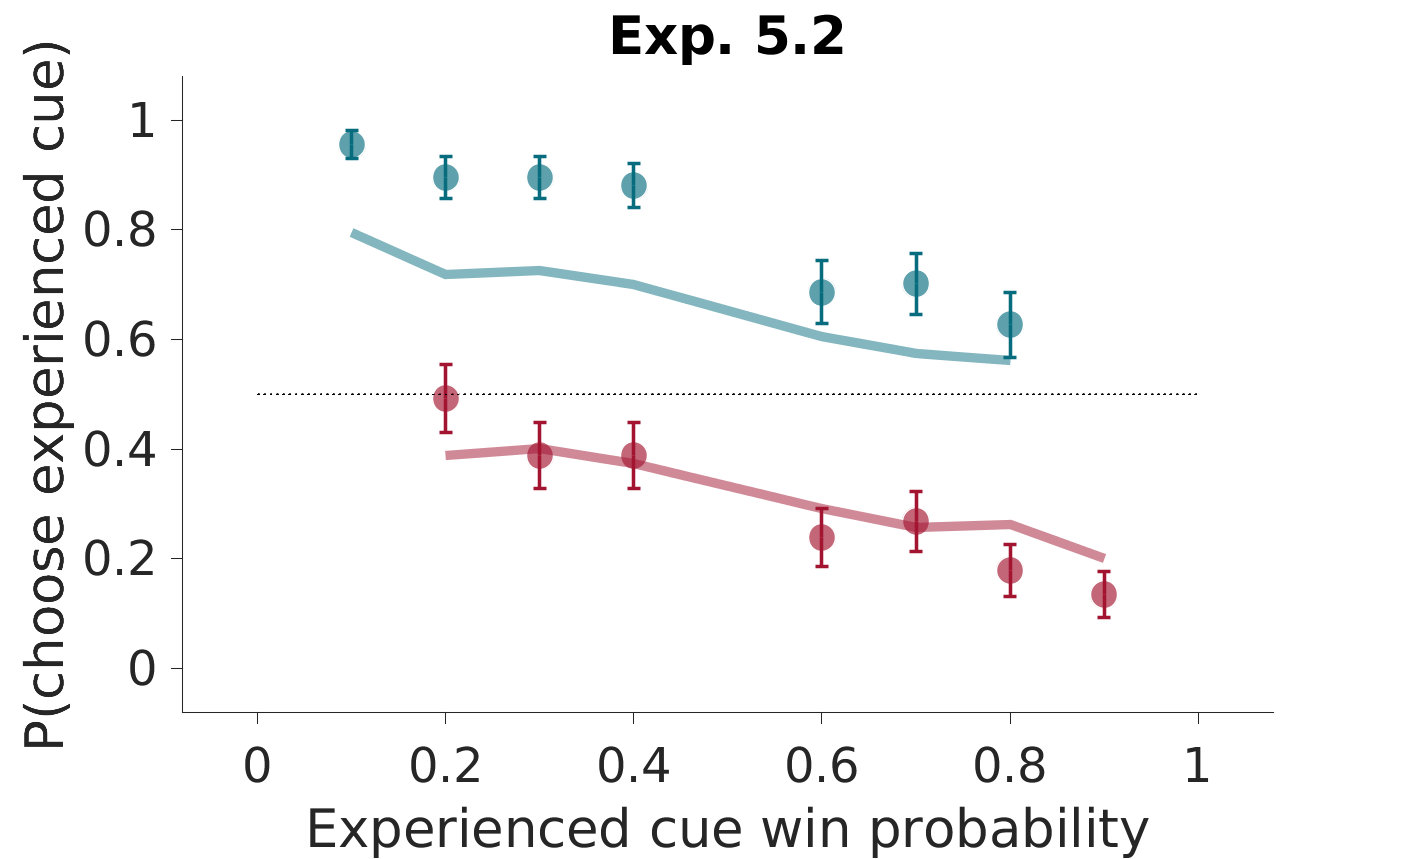 Exp. 5.2
P(choose experienced cue)
1
0.8
0.6
0.4
0.2
0
0 0.2 0.4 0.6 0.8 1
Experienced cue win probability